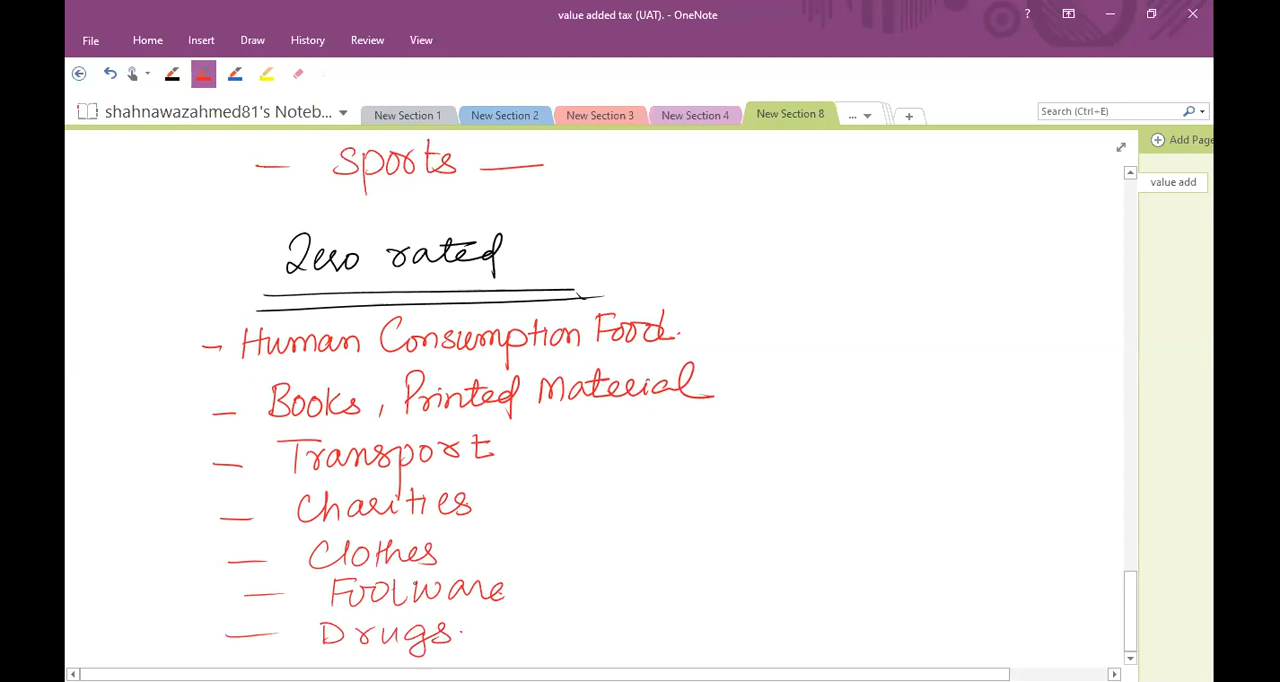 value added tax (UAT). - OneNote
?
File Home Insert Draw History Review View
shahnawazahmed81's Noteb... New Section 1 New Section 2 New Section 3 New Section 4 New Section 8 ... + Search (Ctrl+E)
Add Page
value add
- Sports —
Zero rated
- Human Consumption Food.
- Books, Printed Material
- Transport
- Charities
- Clothes
- Footware
- Drugs.